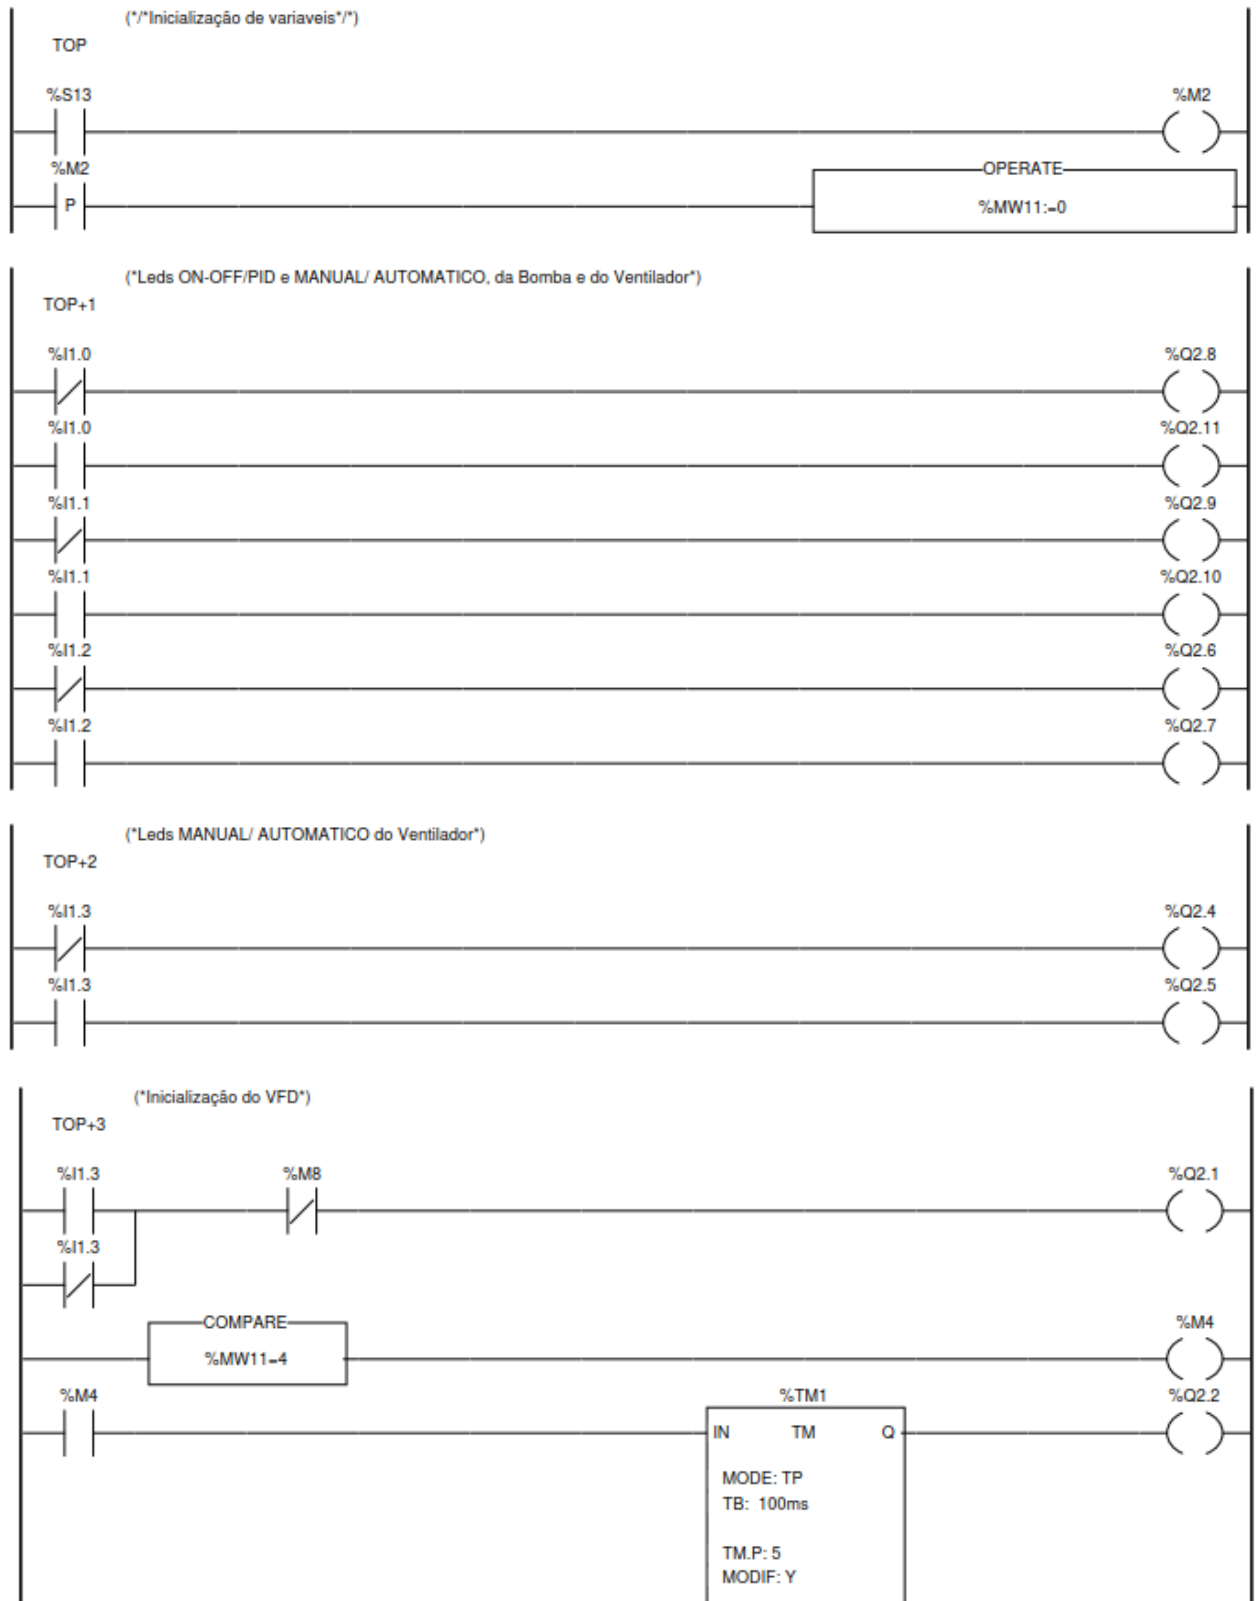 (*/*Inicialização de variaveis*/*)
TOP
%S13 %M2
%M2 OPERATE
P %MW11:=0
(*Leds ON-OFF/PID e MANUAL/ AUTOMATICO, da Bomba e do Ventilador*)
TOP+1
%I1.0 %Q2.8
%I1.0 %Q2.11
%I1.1 %Q2.9
%I1.1 %Q2.10
%I1.2 %Q2.6
%I1.2 %Q2.7
(*Leds MANUAL/ AUTOMATICO do Ventilador*)
TOP+2
%I1.3 %Q2.4
%I1.3 %Q2.5
(*Inicialização do VFD*)
TOP+3
%I1.3 %M8 %Q2.1
%I1.3
COMPARE %M4
%MW11=4
%M4 %TM1 %Q2.2
IN TM Q
MODE: TP
TB: 100ms
TM.P: 5
MODIF: Y